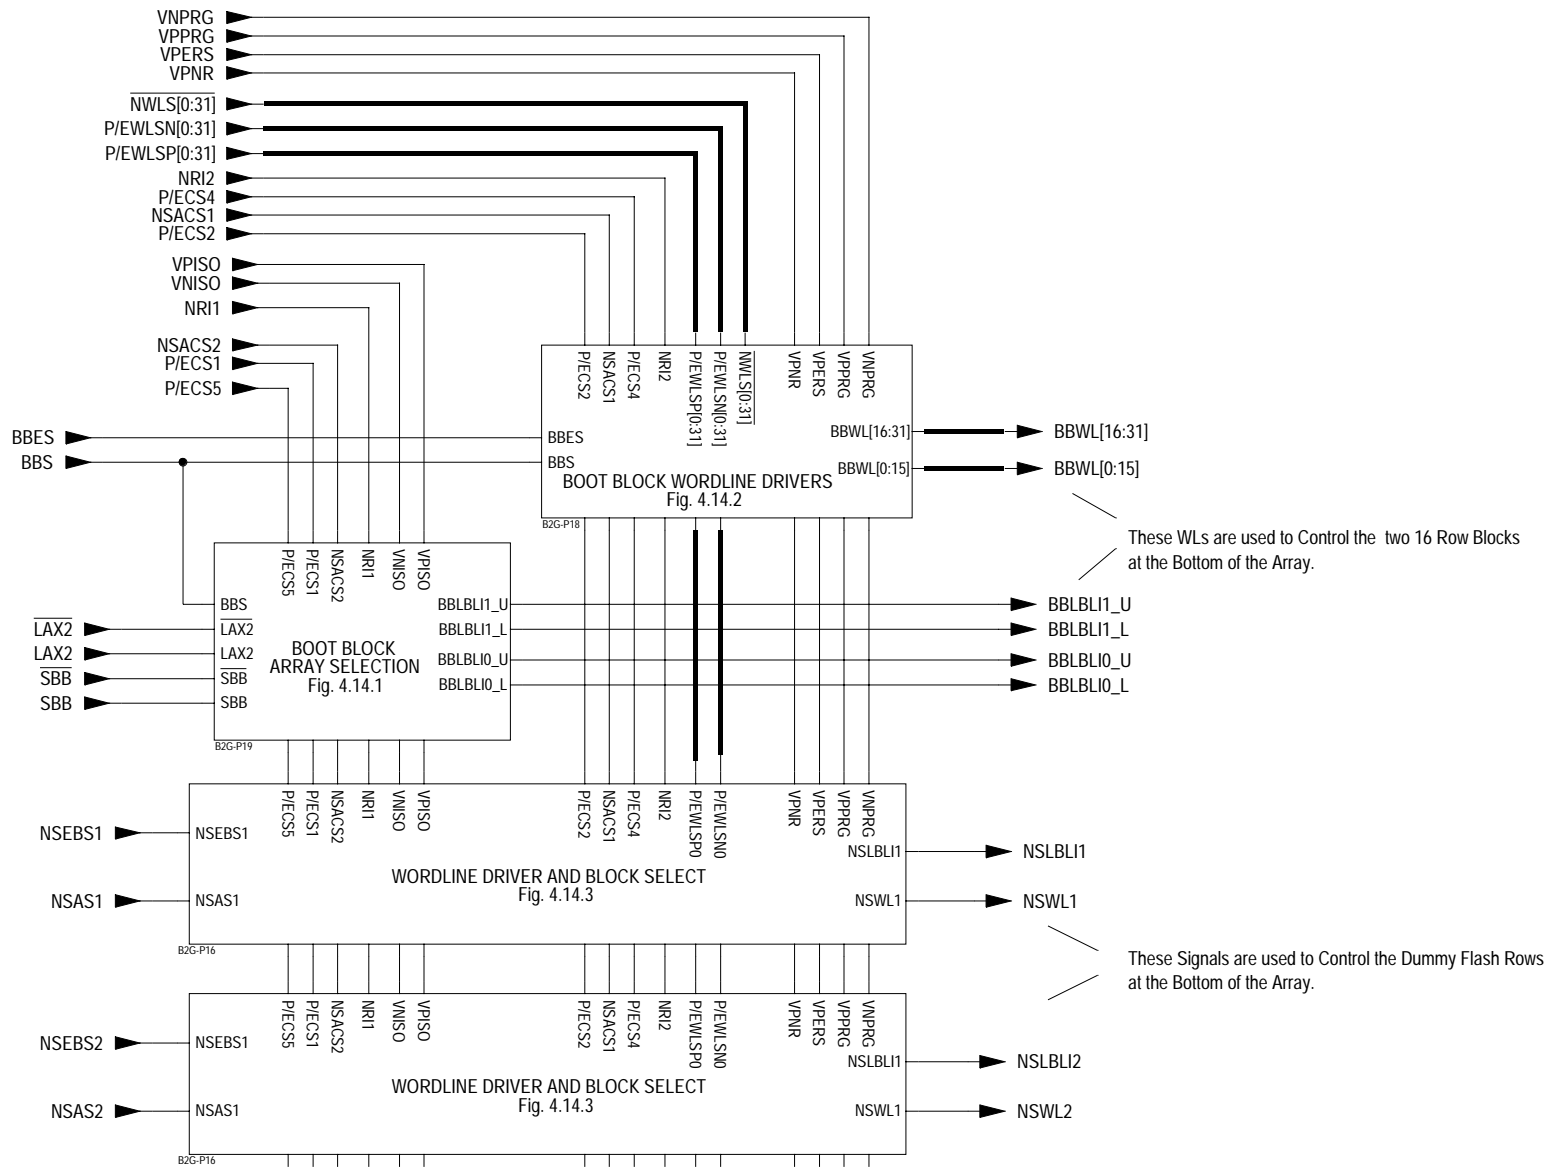 VNPRG
VPPRG
VPERS
VPNR
NWLS[0:31]
P/EWLSN[0:31]
P/EWLSP[0:31]
NRI2
P/ECS4
NSACS1
P/ECS2
VPISO
VNISO
NRI1
NSACS2
P/ECS1
P/ECS5
BBES
BBS
P/ECS2
NSACS1
P/ECS4
NRI2
P/EWLSP[0:31]
P/EWLSN[0:31]
NWLS[0:31]
VPNR
VPERS
VPPRG
VNPRG
BBES
BBS
BBWL[16:31]
BBWL[0:15]
BOOT BLOCK WORDLINE DRIVERS
Fig. 4.14.2
B2G-P18
BBWL[16:31]
BBWL[0:15]
These WLs are used to Control the two 16 Row Blocks
at the Bottom of the Array.
P/ECS5
P/ECS1
NSACS2
NRI1
VNISO
VPISO
LAX2
LAX2
SBB
SBB
BBS
LAX2
LAX2
SBB
SBB
BOOT BLOCK
ARRAY SELECTION
Fig. 4.14.1
BBLBLI1_U
BBLBLI1_L
BBLBLI0_U
BBLBLI0_L
B2G-P19
BBLBLI1_U
BBLBLI1_L
BBLBLI0_U
BBLBLI0_L
P/ECS5
P/ECS1
NSACS2
NRI1
VNISO
VPISO
P/ECS2
NSACS1
P/ECS4
NRI2
P/EWLSP0
P/EWLSN0
VPNR
VPERS
VPPRG
VNPRG
NSEBS1
NSAS1
NSEBS1
NSAS1
WORDLINE DRIVER AND BLOCK SELECT
Fig. 4.14.3
NSLBLI1
NSWL1
B2G-P16
NSLBLI1
NSWL1
These Signals are used to Control the Dummy Flash Rows
at the Bottom of the Array.
P/ECS5
P/ECS1
NSACS2
NRI1
VNISO
VPISO
P/ECS2
NSACS1
P/ECS4
NRI2
P/EWLSP0
P/EWLSN0
VPNR
VPERS
VPPRG
VNPRG
NSEBS2
NSAS2
NSEBS1
NSAS1
WORDLINE DRIVER AND BLOCK SELECT
Fig. 4.14.3
NSLBLI1
NSWL1
B2G-P16
NSLBLI2
NSWL2